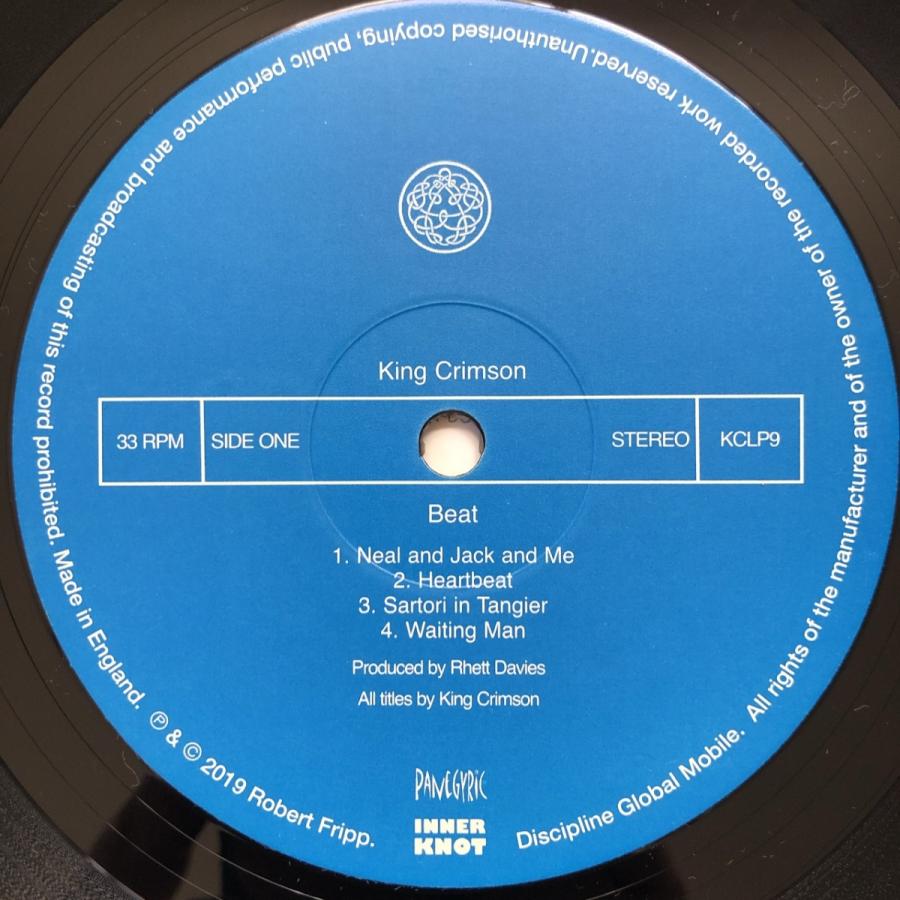 King Crimson
33 RPM
SIDE ONE
STEREO
KCLP9
Beat
1. Neal and Jack and Me
2. Heartbeat
3. Sartori in Tangier
4. Waiting Man
Produced by Rhett Davies
All titles by King Crimson
PANEGYRIC
INNER
KNOT
Discipline Global Mobile. All rights of the manufacturer and of the owner of the recorded work reserved.Unauthorised copying, public performance and broadcasting of this record prohibited. Made in England. ℗ & © 2019 Robert Fripp.